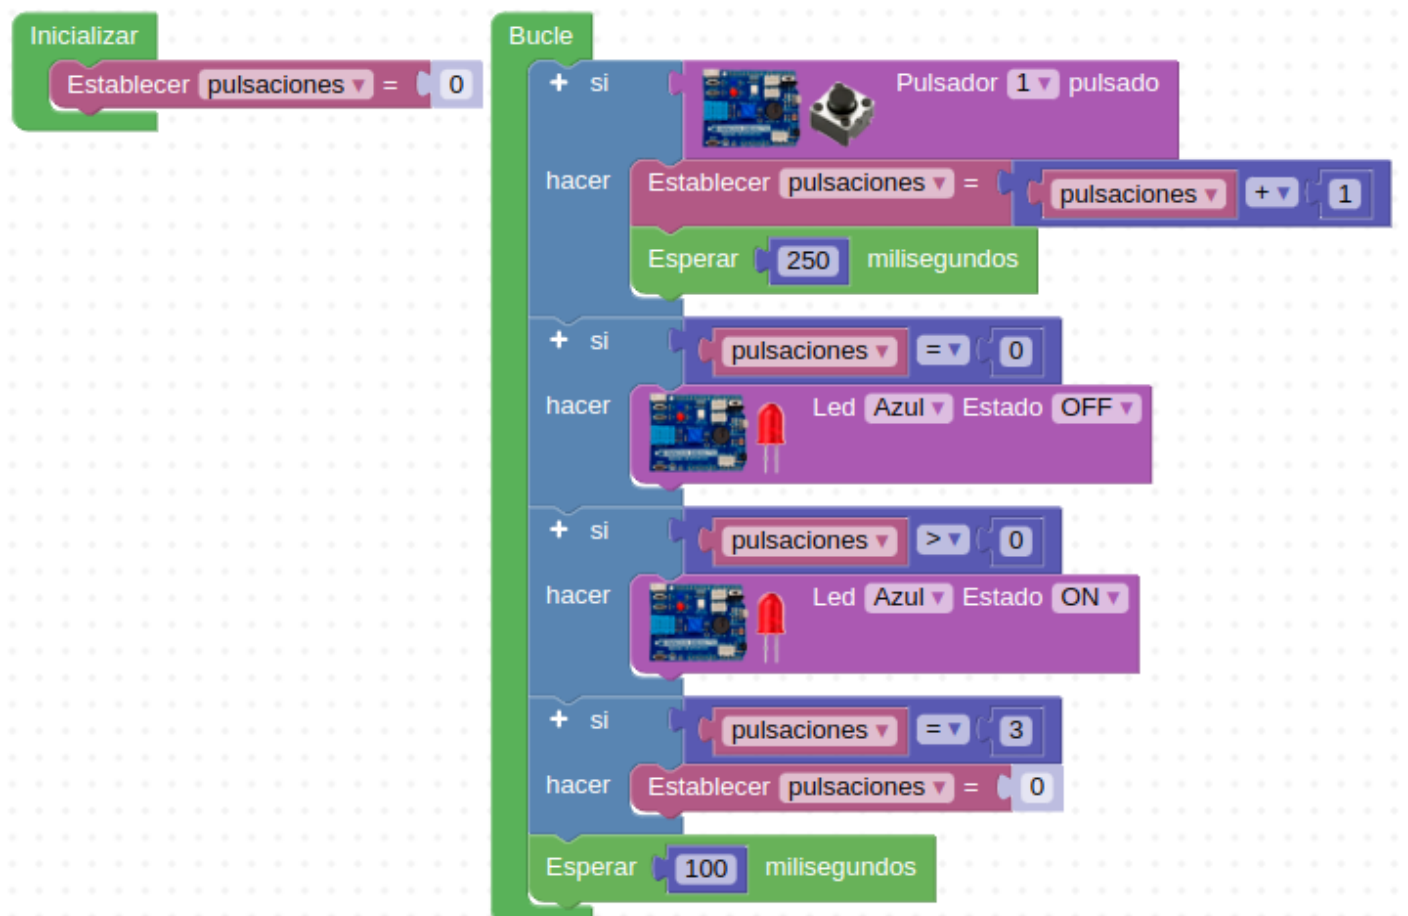 Inicializar
Establecer pulsaciones = 0
Bucle
+ si Pulsador 1 pulsado
hacer Establecer pulsaciones = pulsaciones + 1
Esperar 250 milisegundos
+ si pulsaciones = 0
hacer Led Azul Estado OFF
+ si pulsaciones > 0
hacer Led Azul Estado ON
+ si pulsaciones = 3
hacer Establecer pulsaciones = 0
Esperar 100 milisegundos